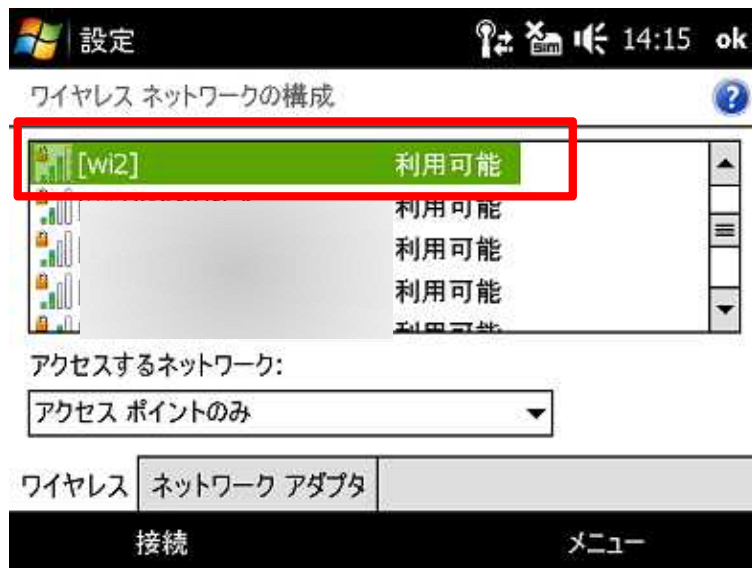 設定 14:15 ok
ワイヤレス ネットワークの構成
[wi2] 利用可能
利用可能
利用可能
利用可能
利用可能
アクセスするネットワーク:
アクセス ポイントのみ
ワイヤレス ネットワーク アダプタ
接続 メニュー